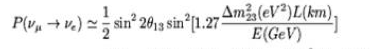 P(ν_μ → ν_e) ≃ 1/2 sin² 2θ₁₃ sin²[1.27 Δm²₂₃(eV²)L(km)/E(GeV)]